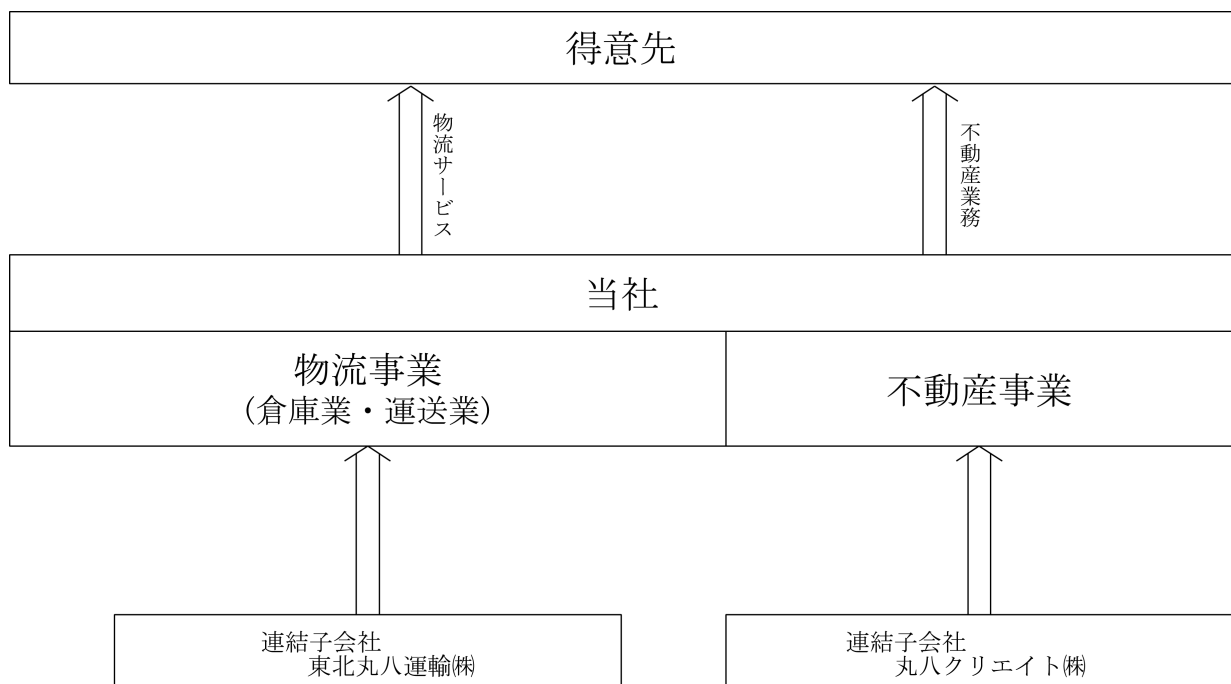 得意先
物流サービス
不動産業務
当社
物流事業
(倉庫業・運送業)
不動産事業
連結子会社
東北丸八運輸㈱
連結子会社
丸八クリエイト㈱